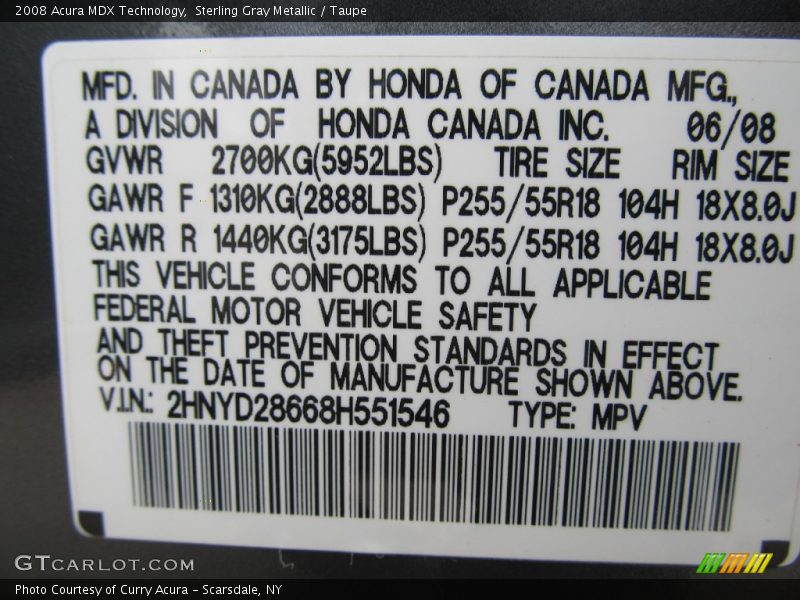 2008 Acura MDX Technology,  Sterling Gray Metallic / Taupe
MFD. IN CANADA BY HONDA OF CANADA MFG.,
A DIVISION OF HONDA CANADA INC. 06/08
GVWR 2700KG(5952LBS) TIRE SIZE RIM SIZE
GAWR F 1310KG(2888LBS) P255/55R18 104H 18X8.0J
GAWR R 1440KG(3175LBS) P255/55R18 104H 18X8.0J
THIS VEHICLE CONFORMS TO ALL APPLICABLE
FEDERAL MOTOR VEHICLE SAFETY
AND THEFT PREVENTION STANDARDS IN EFFECT
ON THE DATE OF MANUFACTURE SHOWN ABOVE.
V.I.N.: 2HNYD28668H551546 TYPE: MPV
GTCARLOT.COM
Photo Courtesy of Curry Acura - Scarsdale, NY